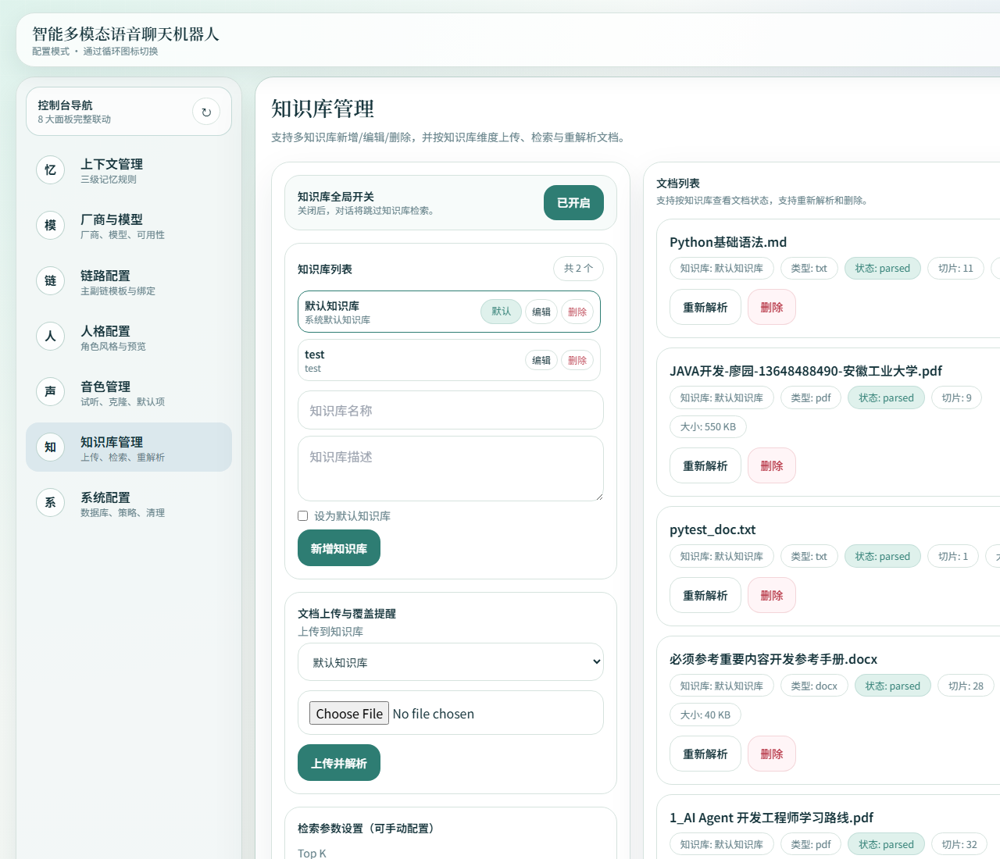 智能多模态语音聊天机器人
配置模式 · 通过循环图标切换
控制台导航
8 大面板完整联动
↻
忆
上下文管理
三级记忆规则
模
厂商与模型
厂商、模型、可用性
链
链路配置
主副链模板与绑定
人
人格配置
角色风格与预览
声
音色管理
试听、克隆、默认项
知
知识库管理
上传、检索、重解析
系
系统配置
数据库、策略、清理
知识库管理
支持多知识库新增/编辑/删除，并按知识库维度上传、检索与重解析文档。
知识库全局开关
关闭后，对话将跳过知识库检索。
已开启
知识库列表
共 2 个
默认知识库
系统默认知识库
默认 编辑 删除
test
test
编辑 删除
知识库名称
知识库描述
设为默认知识库
新增知识库
文档上传与覆盖提醒
上传到知识库
默认知识库
Choose File No file chosen
上传并解析
检索参数设置（可手动配置）
Top K
文档列表
支持按知识库查看文档状态，支持重新解析和删除。
Python基础语法.md
知识库: 默认知识库 类型: txt 状态: parsed 切片: 11
重新解析 删除
JAVA开发-廖园-13648488490-安徽工业大学.pdf
知识库: 默认知识库 类型: pdf 状态: parsed 切片: 9
大小: 550 KB
重新解析 删除
pytest_doc.txt
知识库: 默认知识库 类型: txt 状态: parsed 切片: 1
重新解析 删除
必须参考重要内容开发参考手册.docx
知识库: 默认知识库 类型: docx 状态: parsed 切片: 28
大小: 40 KB
重新解析 删除
1_AI Agent 开发工程师学习路线.pdf
知识库: 默认知识库 类型: pdf 状态: parsed 切片: 32